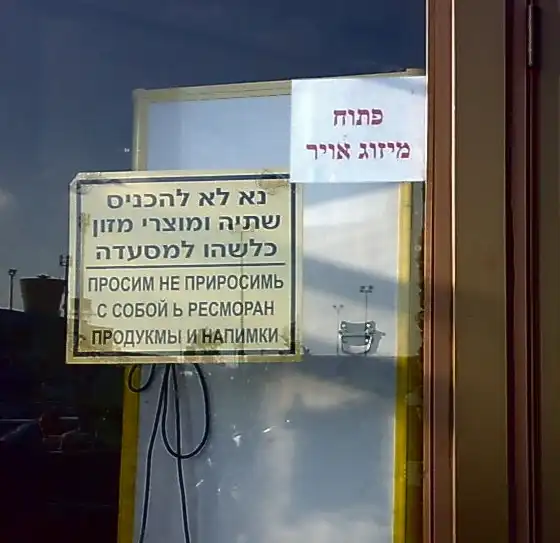 פתוח
מיזוג אויר
נא לא להכניס
שתיה ומוצרי מזון
כלשהו למסעדה
ПРОСИМ НЕ ПРИРОСИМЬ
С СОБОЙ Ь РЕСМОРАН
ПРОДУКМЫ И НАПИМКИ